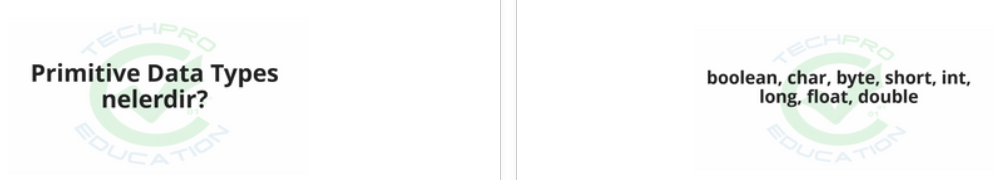 TECHPRO
Primitive Data Types
nelerdir?
EDUCATION
TECHPRO
boolean, char, byte, short, int,
long, float, double
EDUCATION